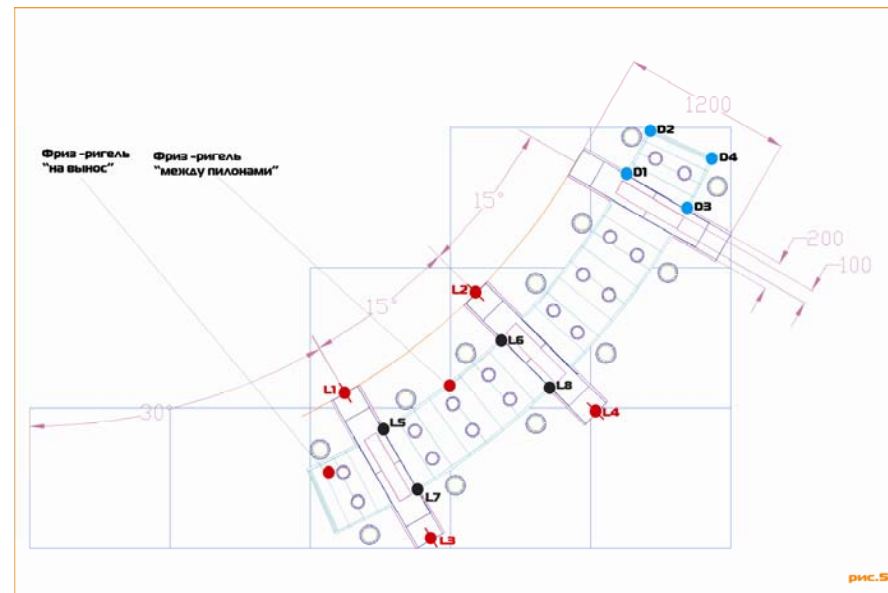 1200
D2
D4
Фриз -ригель
"на вынос"
Фриз -ригель
"между пилонами"
D1
15°
D3
200
100
L2
15°
L6
L1
L8
L4
30°
L5
L7
L3
рис.5